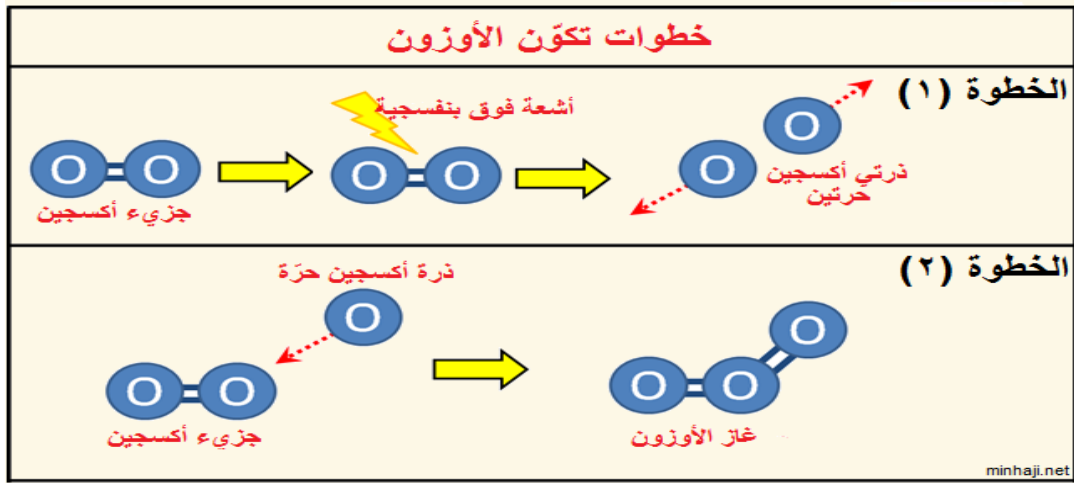 خطوات تكوّن الأوزون
الخطوة (١)
أشعة فوق بنفسجية
O
O
O
O
O
O
جزيء أكسجين
ذرتي أكسجين
حرتين
الخطوة (٢)
ذرة أكسجين حرّة
O
O
O
O
O
O
جزيء أكسجين
غاز الأوزون
minhaji.net